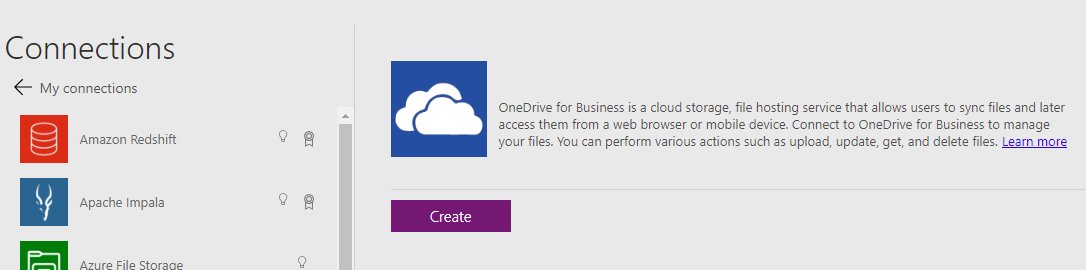 Connections
My connections
Amazon Redshift
Apache Impala
Azure File Storage
OneDrive for Business is a cloud storage, file hosting service that allows users to sync files and later
access them from a web browser or mobile device. Connect to OneDrive for Business to manage
your files. You can perform various actions such as upload, update, get, and delete files. Learn more
Create